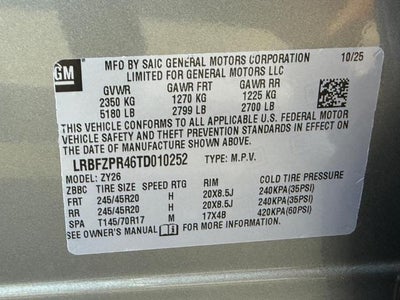 GM
MFD BY SAIC GENERAL MOTORS CORPORATION 10/25
LIMITED FOR GENERAL MOTORS LLC
GVWR GAWR FRT GAWR RR
2350 KG 1270 KG 1225 KG
5180 LB 2799 LB 2700 LB
THIS VEHICLE CONFORMS TO ALL APPLICABLE U.S. FEDERAL MOTOR
VEHICLE SAFETY AND THEFT PREVENTION STANDARDS IN EFFECT ON
THE DATE OF MANUFACTURE SHOWN ABOVE.
LRBFZPR46TD010252 TYPE: M.P.V.
MODEL: ZY26
ZBBC TIRE SIZE SPEED RTG RIM COLD TIRE PRESSURE
FRT 245/45R20 H 20X8.5J 240KPA(35PSI)
RR 245/45R20 H 20X8.5J 240KPA(35PSI)
SPA T145/70R17 M 17X4B 420KPA(60PSI)
SEE OWNER'S MANUAL FOR MORE INFORMATION.